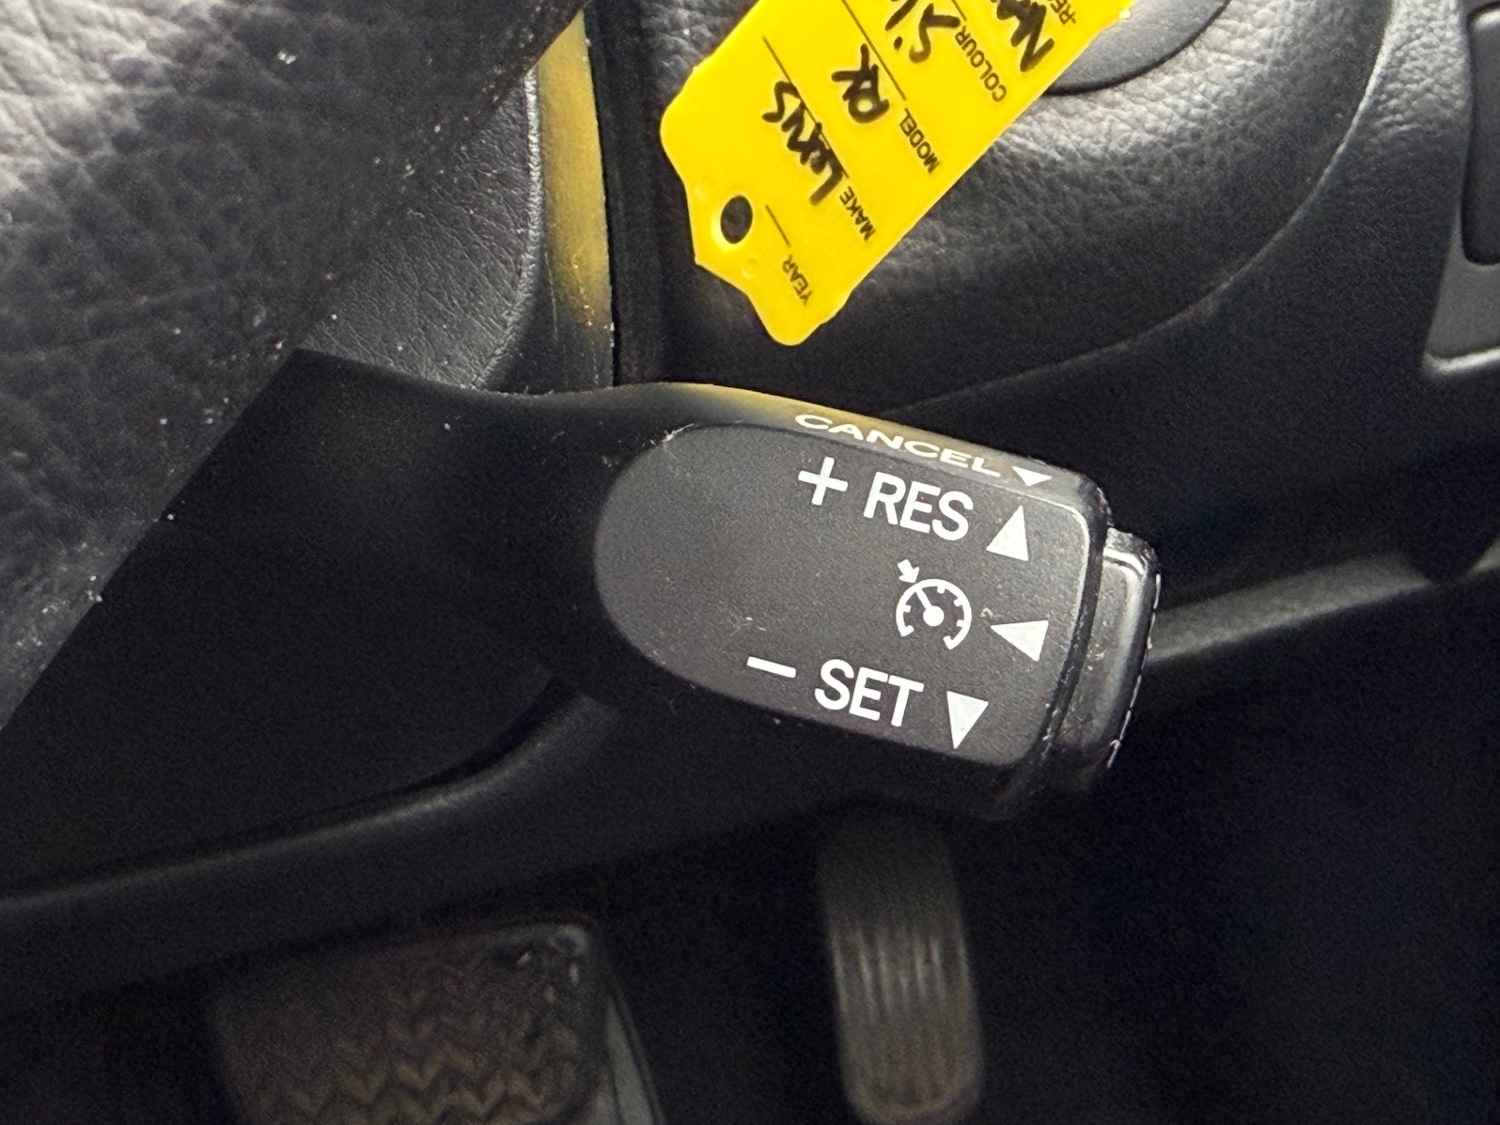 YEAR
MAKE Lexus
MODEL RX
COLOUR
CANCEL
+ RES
− SET